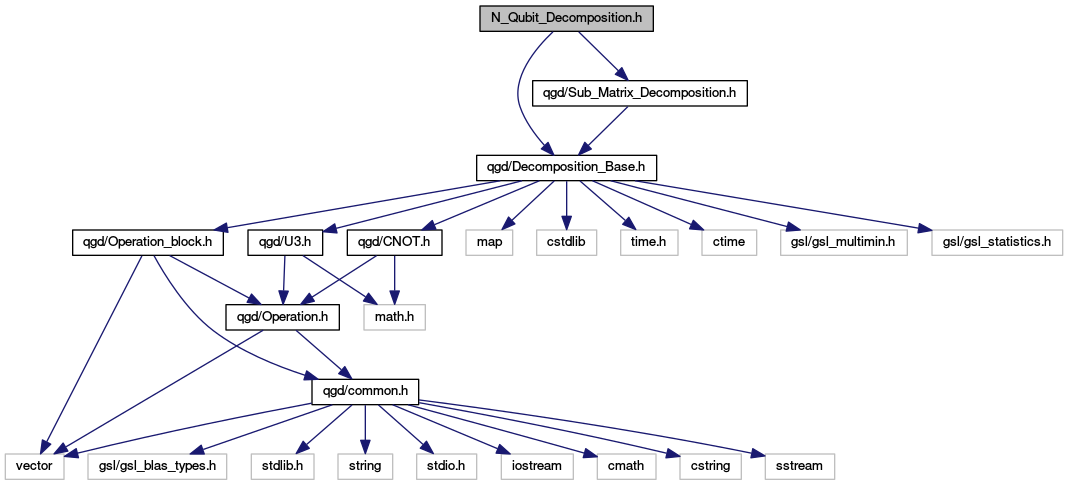 N_Qubit_Decomposition.h
qgd/Sub_Matrix_Decomposition.h
qgd/Decomposition_Base.h
qgd/Operation_block.h
qgd/U3.h
qgd/CNOT.h
map
cstdlib
time.h
ctime
gsl/gsl_multimin.h
gsl/gsl_statistics.h
qgd/Operation.h
math.h
qgd/common.h
vector
gsl/gsl_blas_types.h
stdlib.h
string
stdio.h
iostream
cmath
cstring
sstream